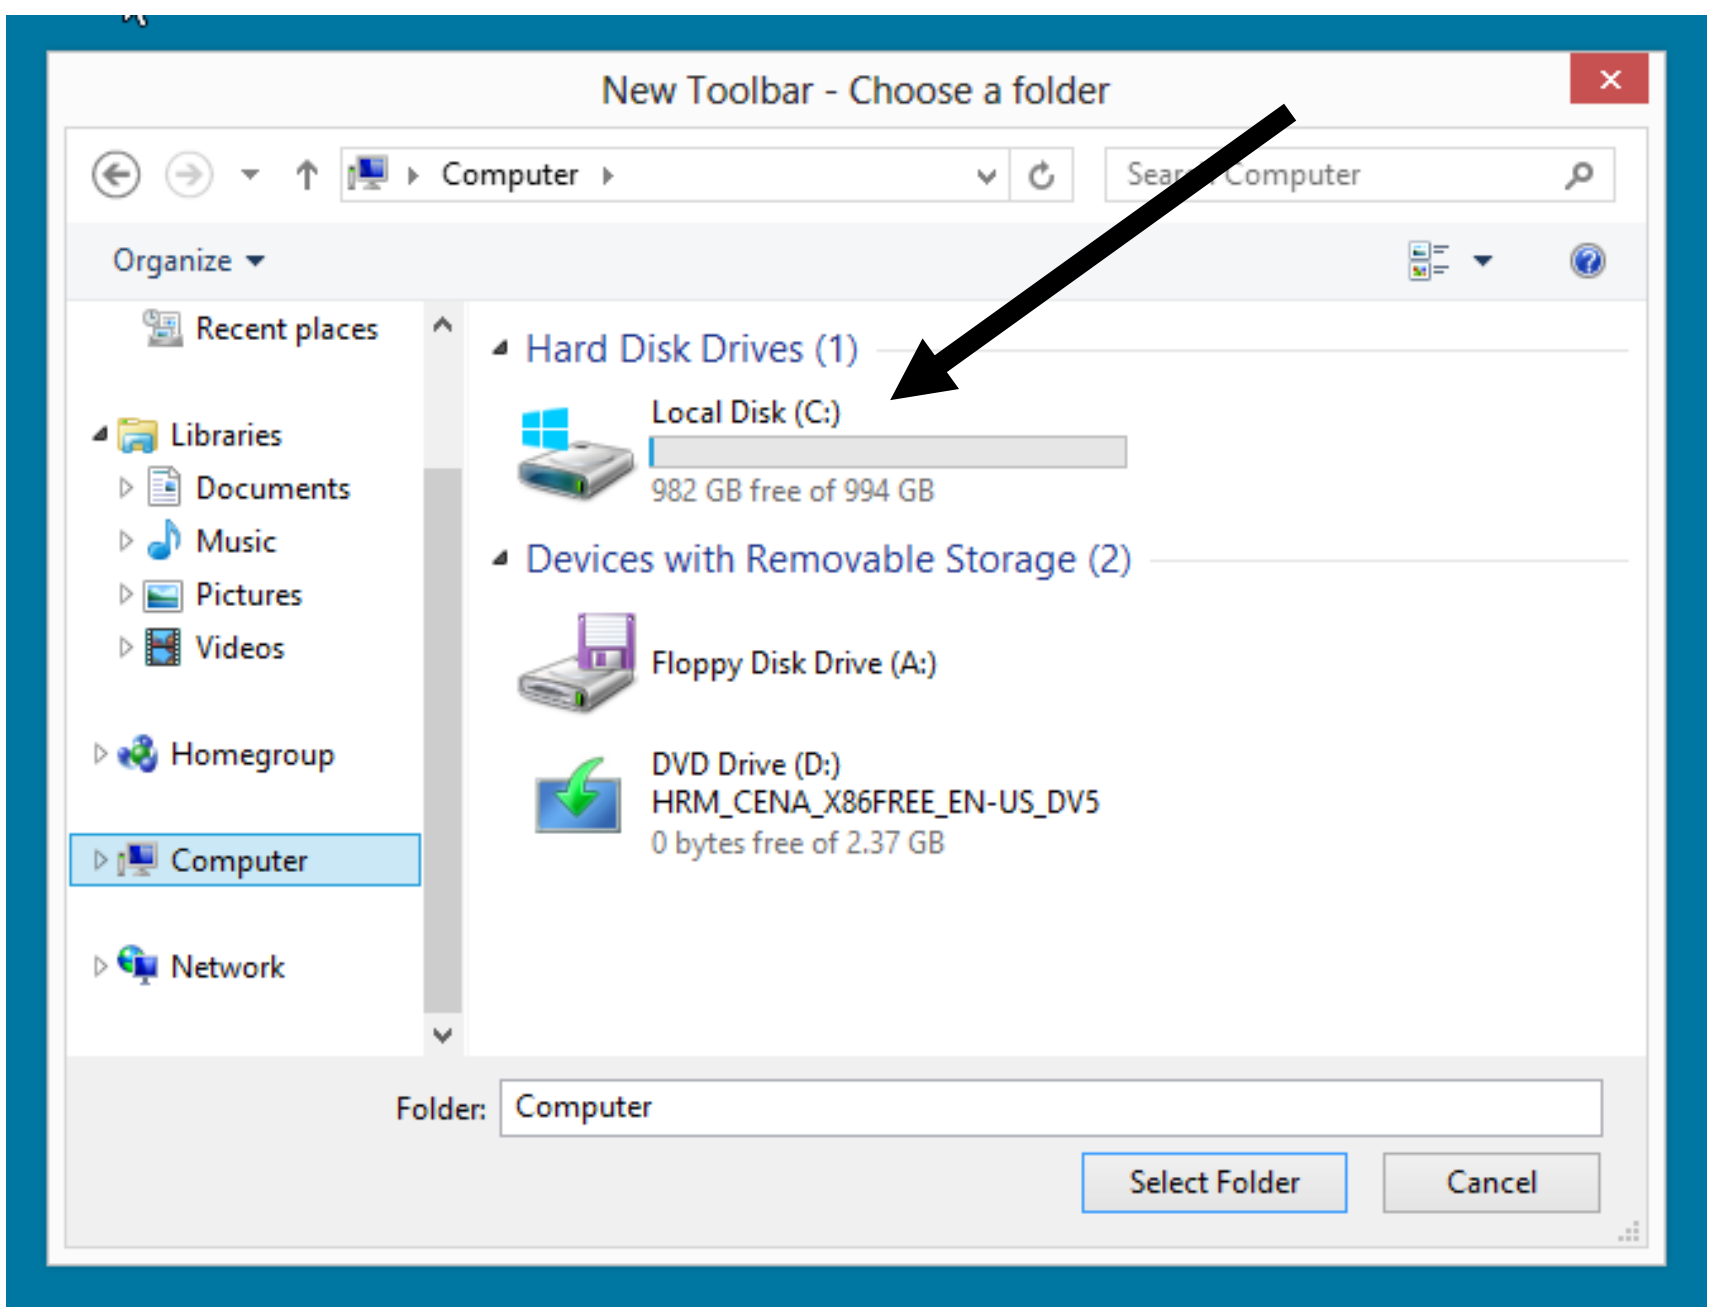 New Toolbar - Choose a folder
Computer
Search Computer
Organize
Recent places
Libraries
Documents
Music
Pictures
Videos
Homegroup
Computer
Network
Hard Disk Drives (1)
Local Disk (C:)
982 GB free of 994 GB
Devices with Removable Storage (2)
Floppy Disk Drive (A:)
DVD Drive (D:)
HRM_CENA_X86FREE_EN-US_DV5
0 bytes free of 2.37 GB
Folder: Computer
Select Folder Cancel